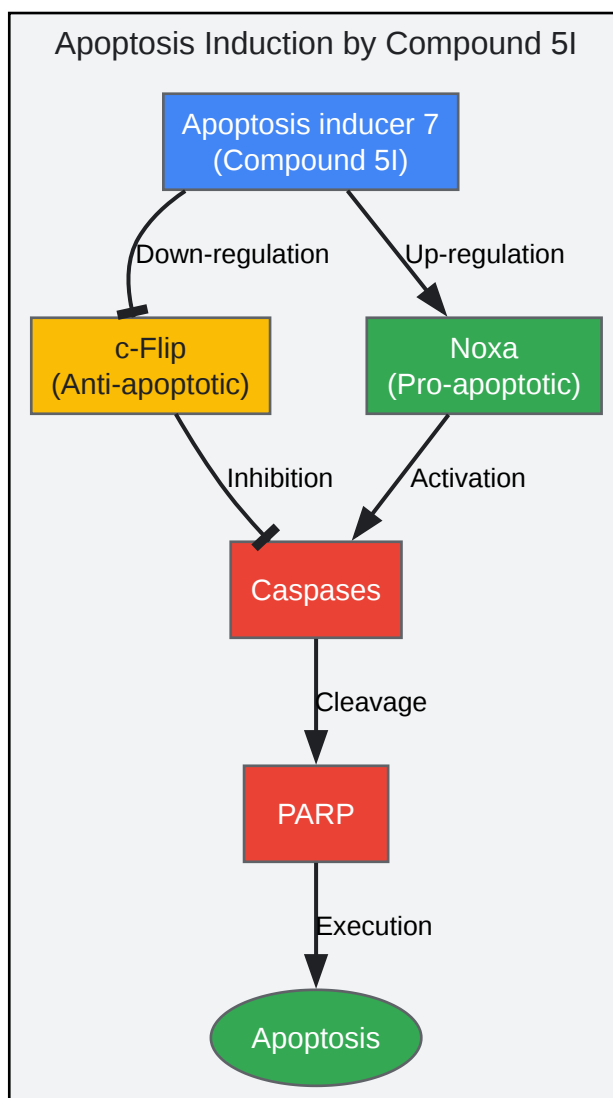 Apoptosis Induction by Compound 5I
Apoptosis inducer 7
(Compound 5I)
Down-regulation
Up-regulation
c-Flip
(Anti-apoptotic)
Noxa
(Pro-apoptotic)
Inhibition
Activation
Caspases
Cleavage
PARP
Execution
Apoptosis